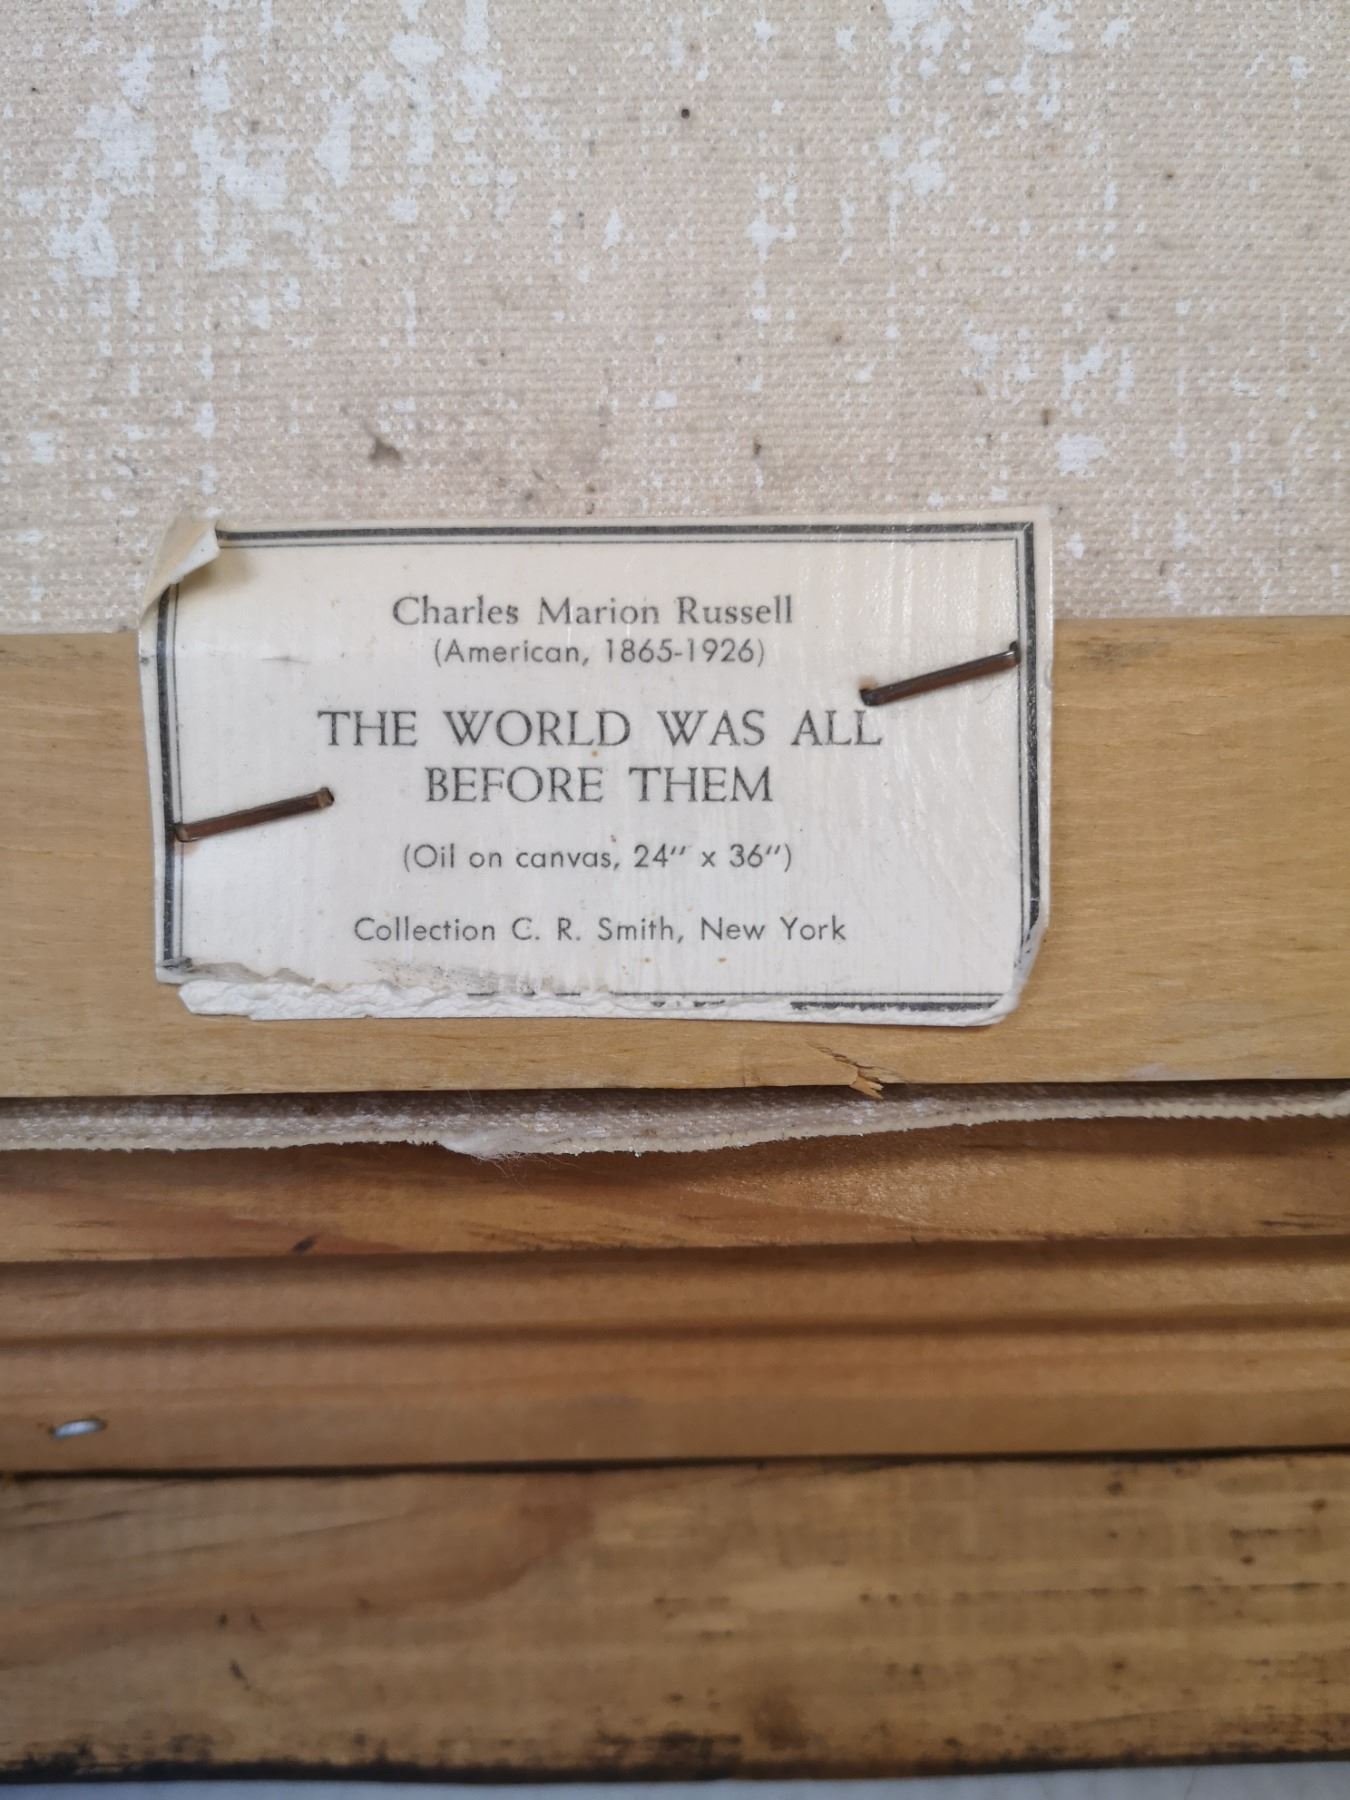 Charles Marion Russell
(American, 1865-1926)
THE WORLD WAS ALL
BEFORE THEM
(Oil on canvas, 24″ x 36″)
Collection C. R. Smith, New York